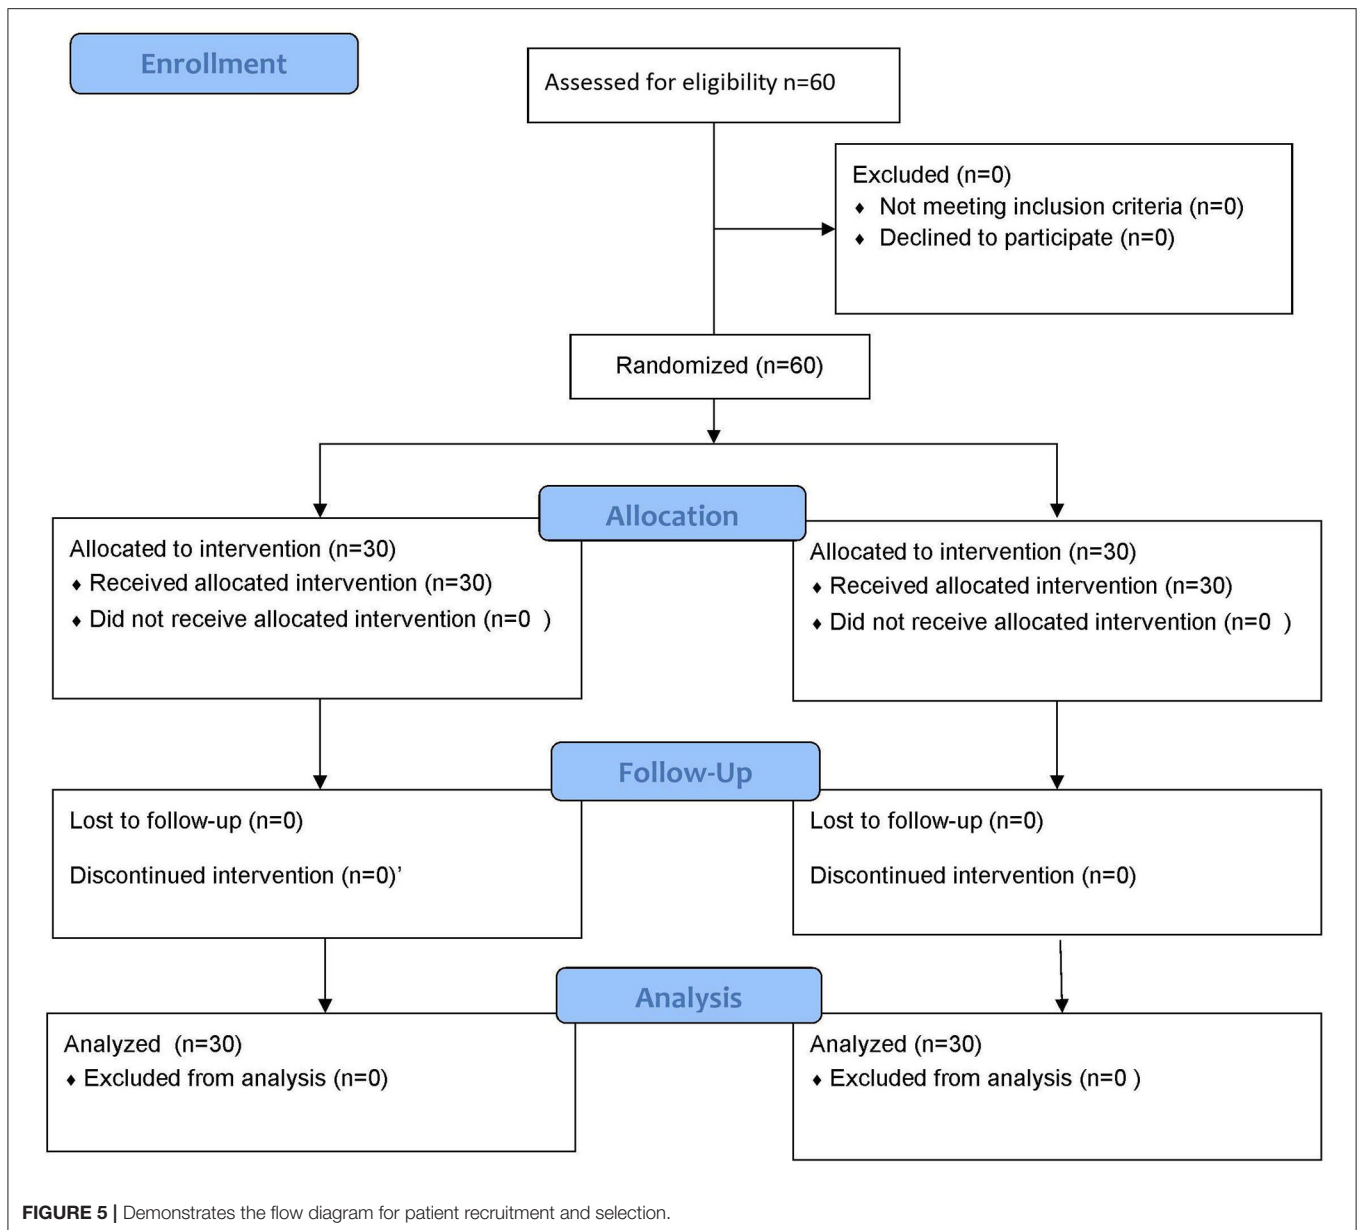 Enrollment
Assessed for eligibility n=60
Excluded (n=0)
♦ Not meeting inclusion criteria (n=0)
♦ Declined to participate (n=0)
Randomized (n=60)
Allocation
Allocated to intervention (n=30)
♦ Received allocated intervention (n=30)
♦ Did not receive allocated intervention (n=0 )
Allocated to intervention (n=30)
♦ Received allocated intervention (n=30)
♦ Did not receive allocated intervention (n=0 )
Follow-Up
Lost to follow-up (n=0)
Discontinued intervention (n=0)’
Lost to follow-up (n=0)
Discontinued intervention (n=0)
Analysis
Analyzed (n=30)
♦ Excluded from analysis (n=0)
Analyzed (n=30)
♦ Excluded from analysis (n=0 )
FIGURE 5 | Demonstrates the flow diagram for patient recruitment and selection.